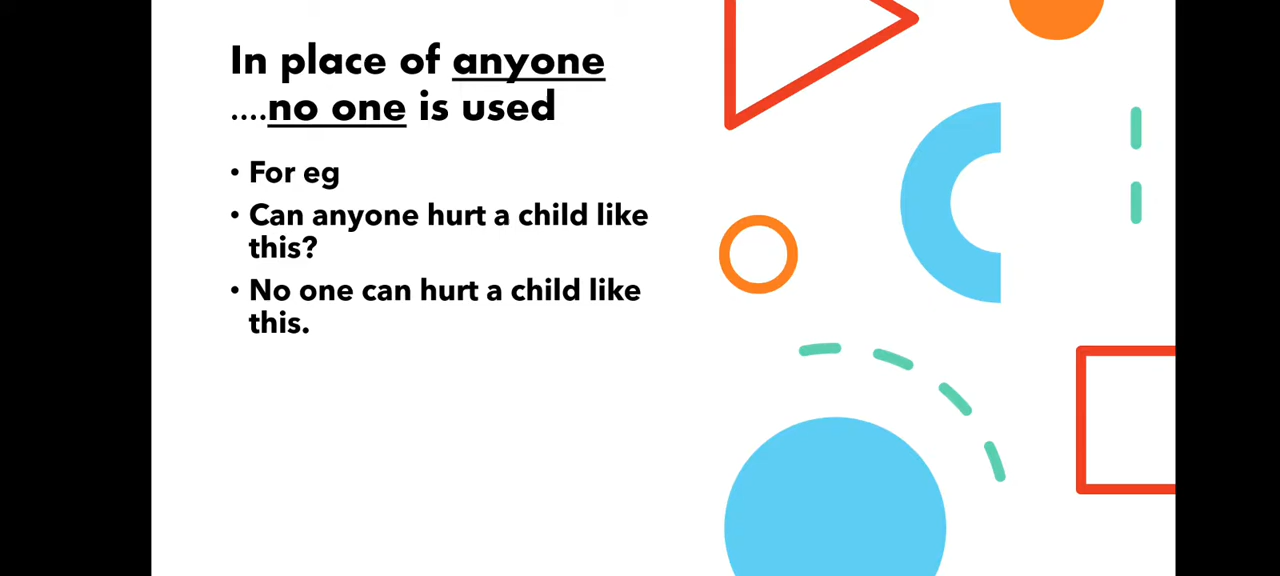 In place of anyone
....no one is used
• For eg
• Can anyone hurt a child like
this?
• No one can hurt a child like
this.